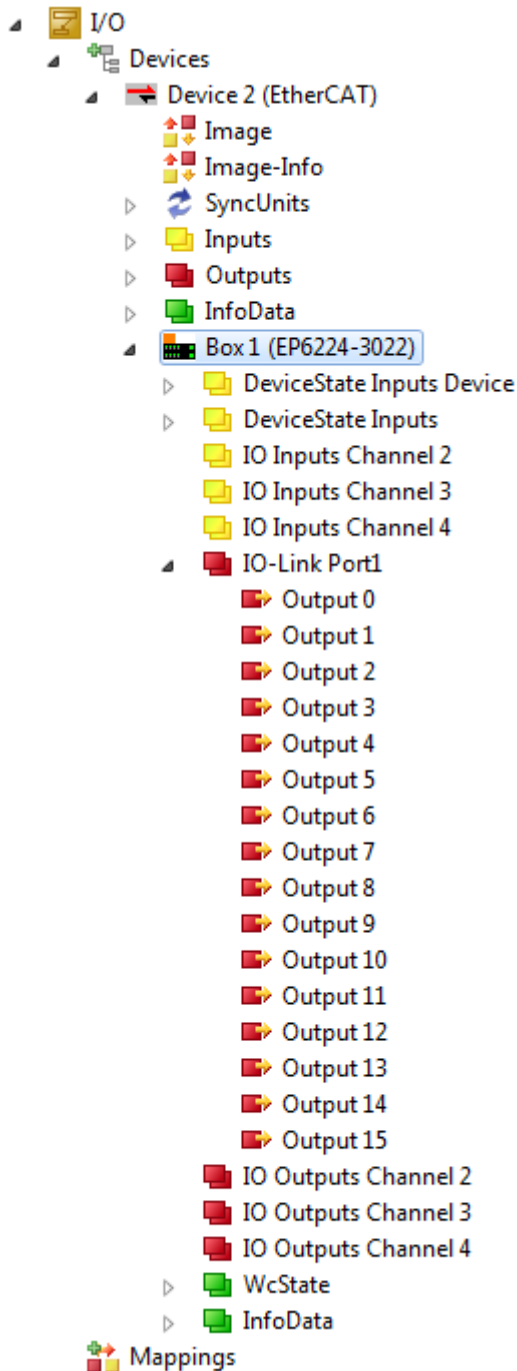 I/O
Devices
Device 2 (EtherCAT)
Image
Image-Info
SyncUnits
Inputs
Outputs
InfoData
Box 1 (EP6224-3022)
DeviceState Inputs Device
DeviceState Inputs
IO Inputs Channel 2
IO Inputs Channel 3
IO Inputs Channel 4
IO-Link Port1
Output 0
Output 1
Output 2
Output 3
Output 4
Output 5
Output 6
Output 7
Output 8
Output 9
Output 10
Output 11
Output 12
Output 13
Output 14
Output 15
IO Outputs Channel 2
IO Outputs Channel 3
IO Outputs Channel 4
WcState
InfoData
Mappings